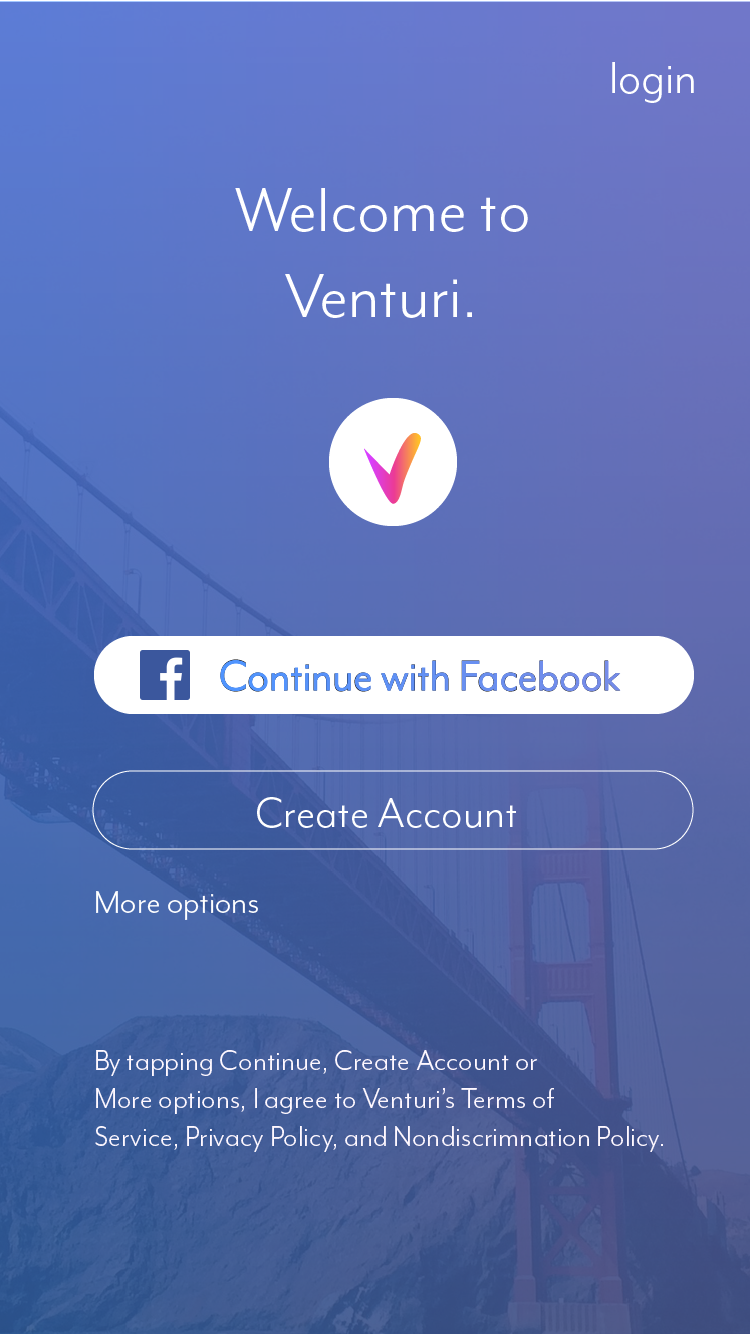 login
Welcome to
Venturi.
Continue with Facebook
Create Account
More options
By tapping Continue, Create Account or
More options, I agree to Venturi’s Terms of
Service, Privacy Policy, and Nondiscrimnation Policy.